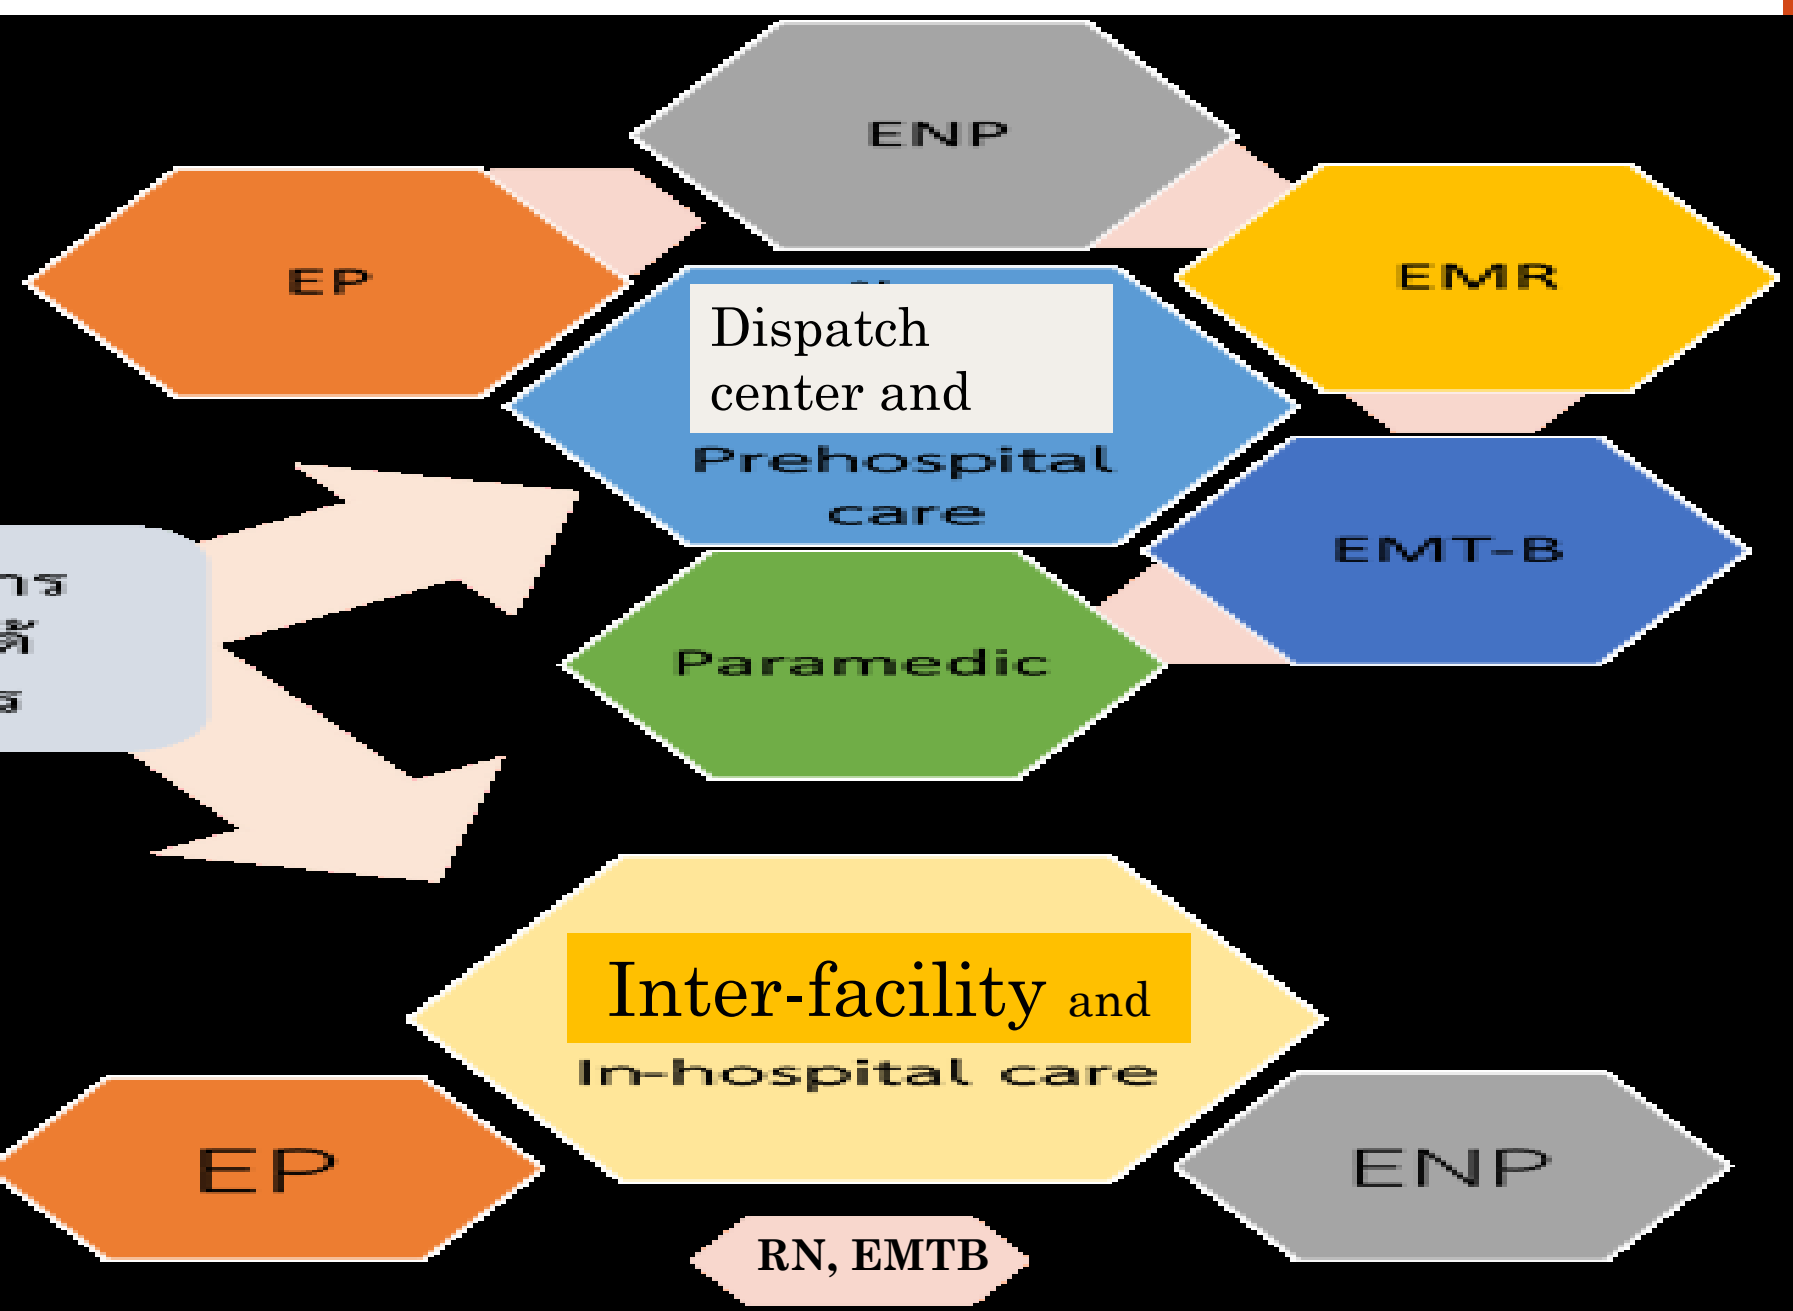 ENP
EP
EMR
Dispatch
center and
Prehospital
care
EMT-B
Paramedic
Inter-facility and
In-hospital care
EP
ENP
RN, EMTB